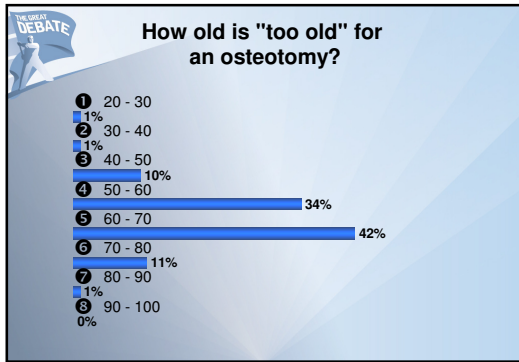 THE GREAT
DEBATE
How old is "too old" for
an osteotomy?
❶ 20 - 30
1%
❷ 30 - 40
1%
❸ 40 - 50
10%
❹ 50 - 60
34%
❺ 60 - 70
42%
❻ 70 - 80
11%
❼ 80 - 90
1%
❽ 90 - 100
0%